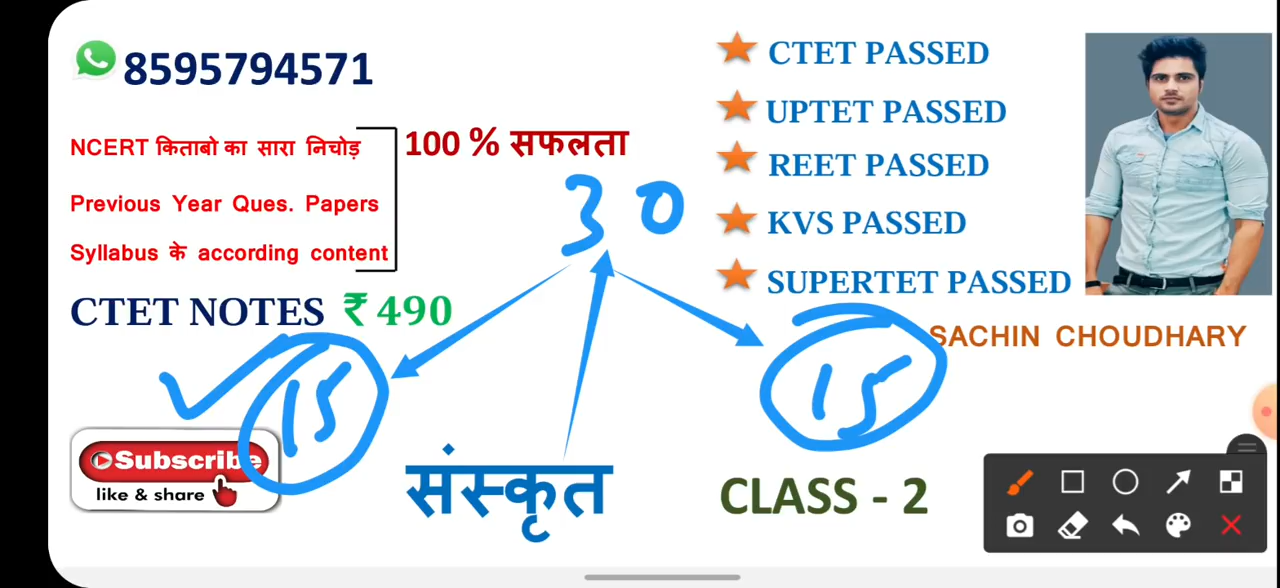 8595794571
NCERT किताबो का सारा निचोड़
Previous Year Ques. Papers
Syllabus के according content
100 % सफलता
CTET NOTES ₹ 490
30
15
15
CTET PASSED
UPTET PASSED
REET PASSED
KVS PASSED
SUPERTET PASSED
SACHIN CHOUDHARY
Subscribe
like & share
संस्कृत
CLASS - 2